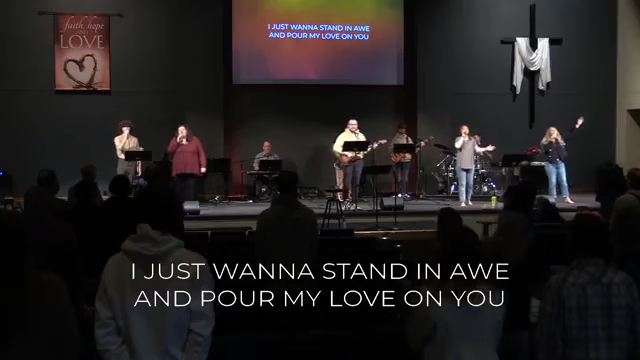 faith, hope
AND
LOVE
I JUST WANNA STAND IN AWE
AND POUR MY LOVE ON YOU
I JUST WANNA STAND IN AWE
AND POUR MY LOVE ON YOU